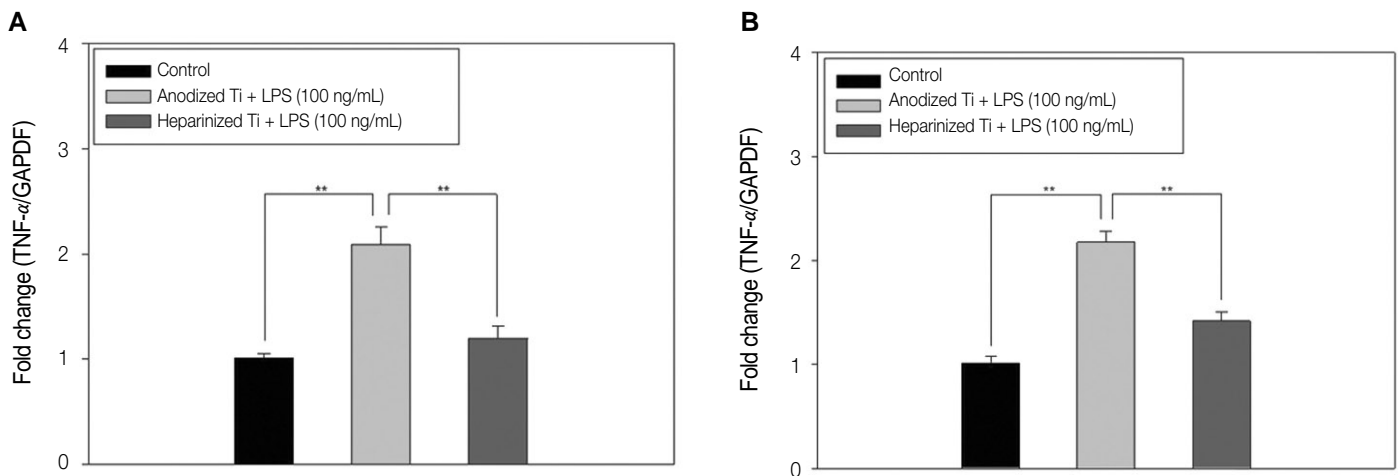 A
Fold change (TNF-α/GAPDF)
4
3
2
1
0
Control
Anodized Ti + LPS (100 ng/mL)
Heparinized Ti + LPS (100 ng/mL)
**
**
B
Fold change (TNF-α/GAPDF)
4
3
2
1
0
Control
Anodized Ti + LPS (100 ng/mL)
Heparinized Ti + LPS (100 ng/mL)
**
**